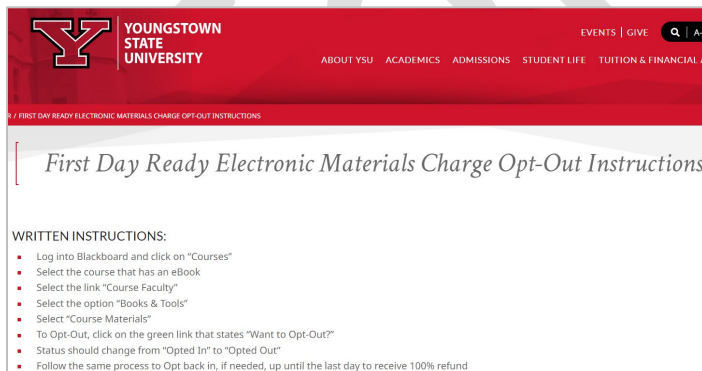 YOUNGSTOWN
STATE
UNIVERSITY
EVENTS | GIVE
A-
ABOUT YSU ACADEMICS ADMISSIONS STUDENT LIFE TUITION & FINANCIAL A
R / FIRST DAY READY ELECTRONIC MATERIALS CHARGE OPT-OUT INSTRUCTIONS
First Day Ready Electronic Materials Charge Opt-Out Instructions
WRITTEN INSTRUCTIONS:
Log into Blackboard and click on “Courses”
Select the course that has an eBook
Select the link “Course Faculty”
Select the option “Books & Tools”
Select “Course Materials”
To Opt-Out, click on the green link that states “Want to Opt-Out?”
Status should change from “Opted In” to “Opted Out”
Follow the same process to Opt back in, if needed, up until the last day to receive 100% refund